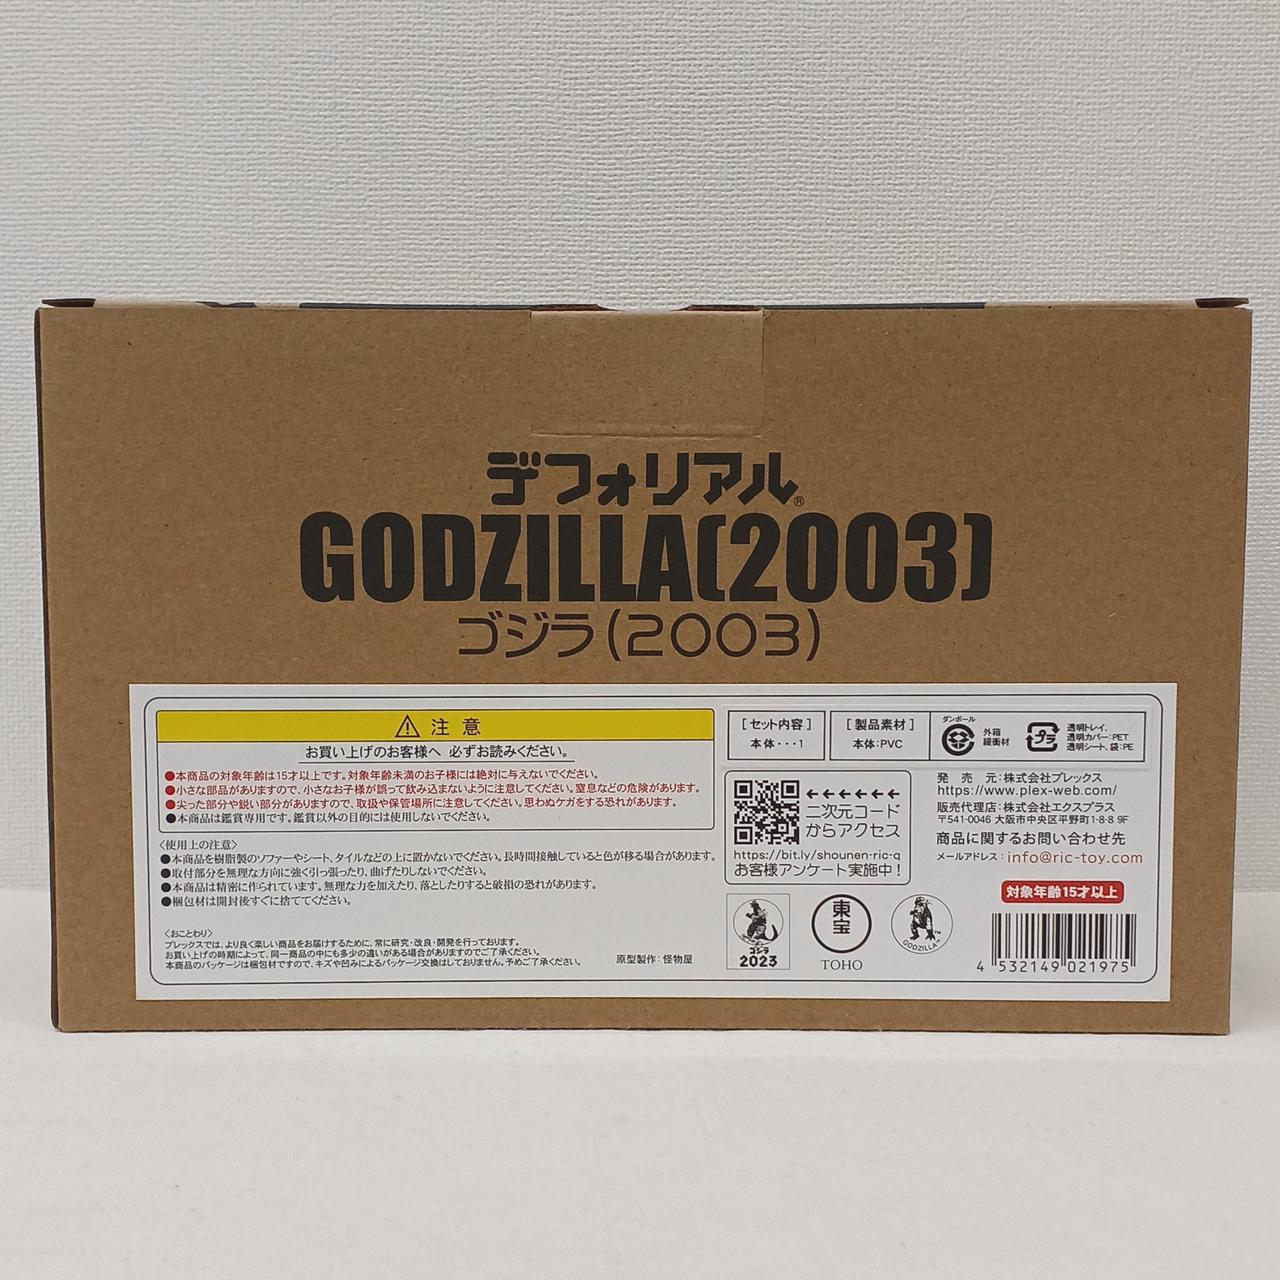 デフォリアル®
GODZILLA(2003)
ゴジラ(2003)
注意
お買い上げのお客様へ 必ずお読みください。
●本商品の対象年齢は15才以上です。対象年齢未満のお子様には絶対に与えないでください。
●小さな部品がありますので、小さなお子様が誤って飲み込まないように注意してください。窒息などの危険があります。
●尖った部分や鋭い部分がありますので、取扱や保管場所に注意してください。思わぬケガをする恐れがあります。
●本商品は鑑賞専用です。鑑賞以外の目的には使用しないでください。
〈使用上の注意〉
●本商品を樹脂製のソファーやシート、タイルなどの上に置かないでください。長時間接触していると色が移る場合があります。
●取付部分を無理な方向に強く引っ張ったり、曲げたりしないでください。
●本商品は精密に作られています。無理な力を加えたり、落としたりすると破損の恐れがあります。
●梱包材は開封後すぐに捨ててください。
〈おことわり〉
プレックスでは、より良く楽しい商品をお届けするために、常に研究・改良・開発を行っております。
お買い上げの時期によって、同一商品の中にも多少の違いがある場合がありますのでご了承ください。
本商品のパッケージは梱包材ですので、キズや凹みによるパッケージ交換はしておりません。予めご了承ください。
原型製作：怪物屋
[セット内容]
本体・・・1
[製品素材]
本体：PVC
ダンボール
外箱
緩衝材
プラ
透明トレイ、
透明カバー：PET
透明シート、袋：PE
二次元コード
からアクセス
https://bit.ly/shounen-ric-q
お客様アンケート実施中！
発売元：株式会社プレックス
https://www.plex-web.com/
販売代理店：株式会社エクスプラス
〒541-0046 大阪市中央区平野町1-8-8 9F
商品に関するお問い合わせ先
メールアドレス：info@ric-toy.com
対象年齢15才以上
ゴジラ
2023
東宝
TOHO
GODZILLA™
4 532149 021975